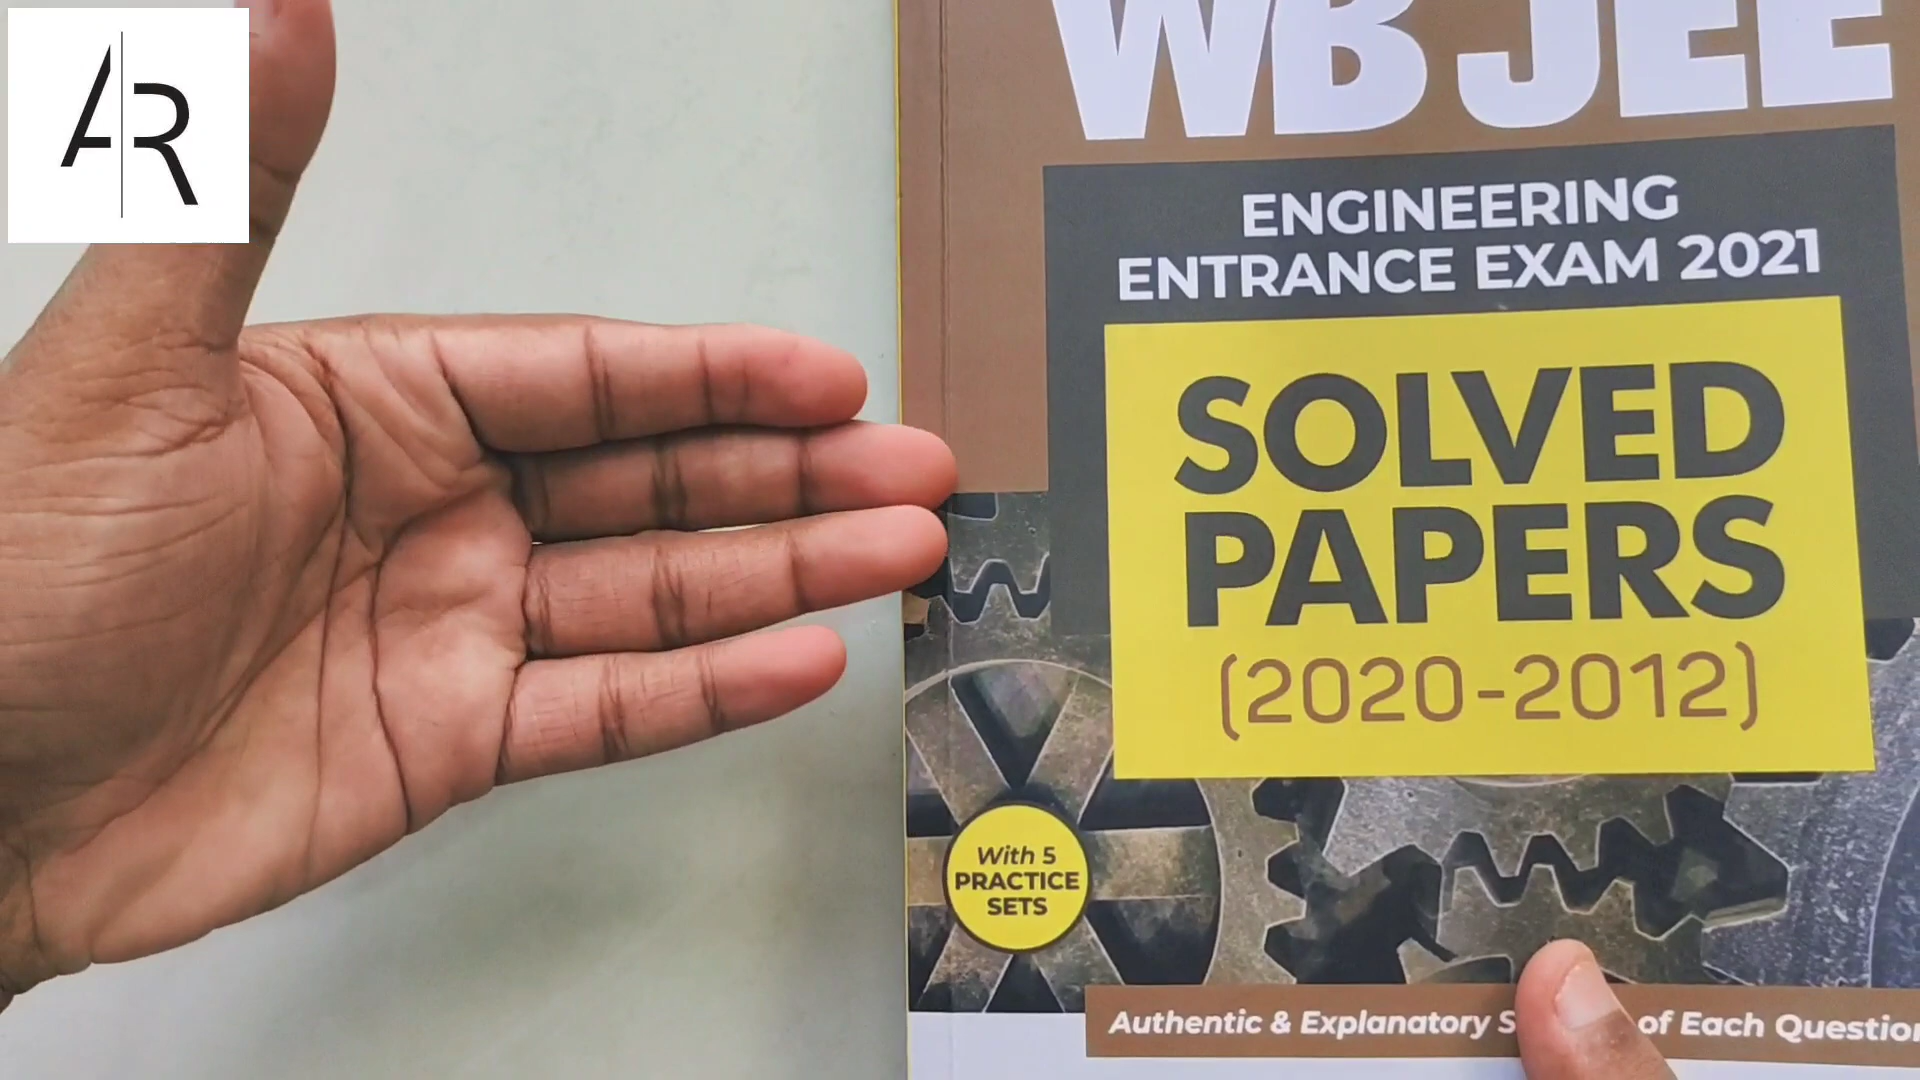 AR
WB JEE
ENGINEERING
ENTRANCE EXAM 2021
SOLVED
PAPERS
(2020-2012)
With 5
PRACTICE
SETS
Authentic & Explanatory of Each